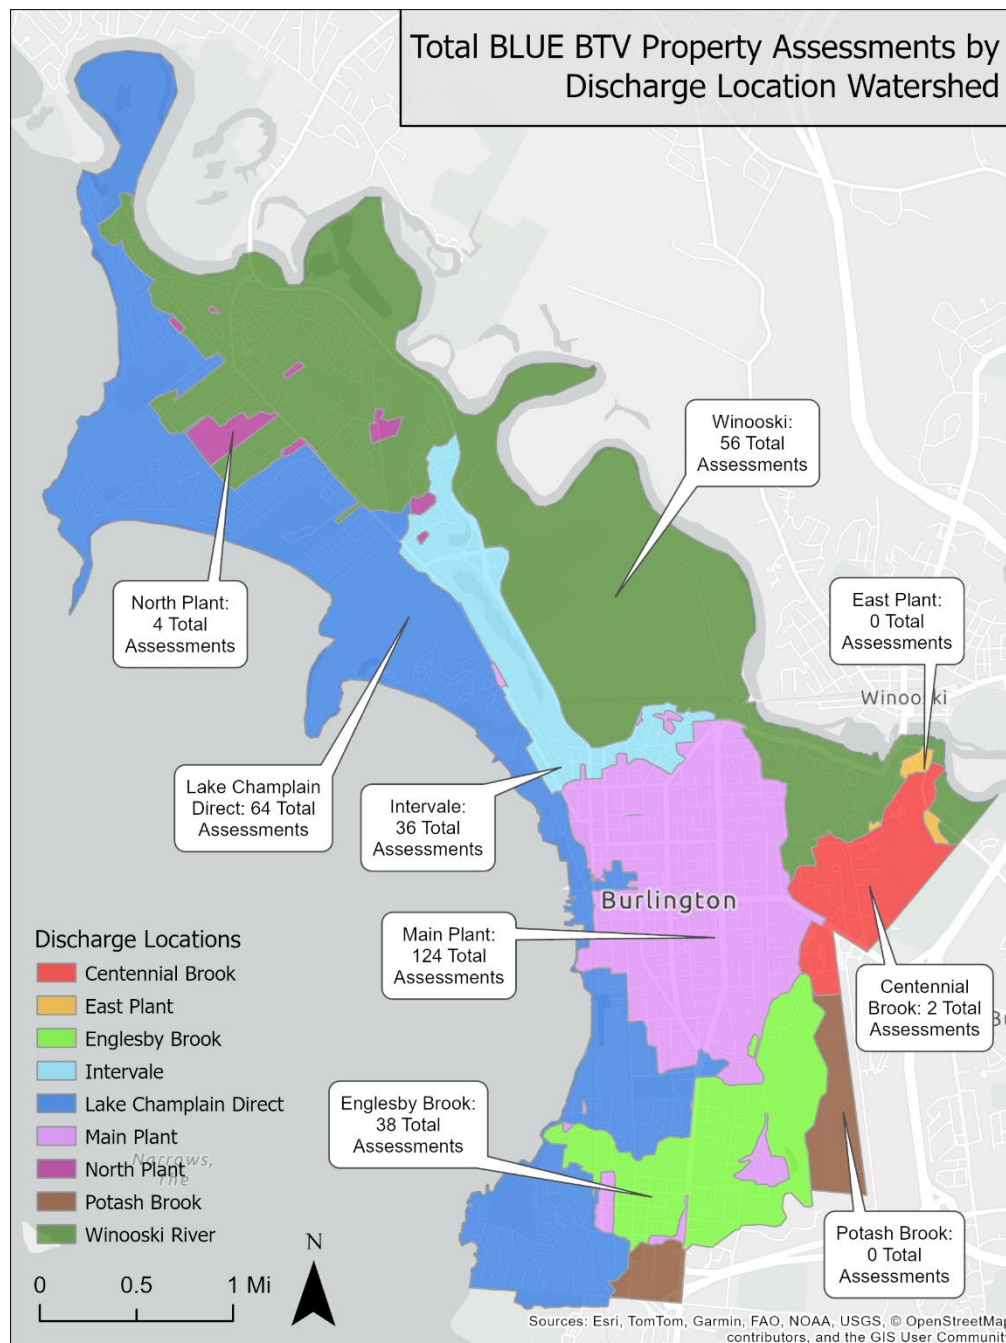 Total BLUE BTV Property Assessments by
Discharge Location Watershed
Winooski:
56 Total
Assessments
East Plant:
0 Total
Assessments
North Plant:
4 Total
Assessments
Winooski
Lake Champlain
Direct: 64 Total
Assessments
Intervale:
36 Total
Assessments
Burlington
Main Plant:
124 Total
Assessments
Centennial
Brook: 2 Total
Assessments
Englesby Brook:
38 Total
Assessments
Potash Brook:
0 Total
Assessments
Discharge Locations
Centennial Brook
East Plant
Englesby Brook
Intervale
Lake Champlain Direct
Main Plant
North Plant
Narrows,
The
Potash Brook
Winooski River
N
0 0.5 1 Mi
Sources: Esri, TomTom, Garmin, FAO, NOAA, USGS, © OpenStreetMap
contributors, and the GIS User Communit